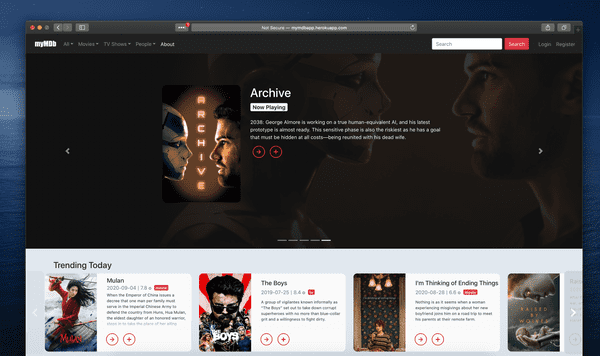 Not Secure — mymdbapp.herokuapp.com
myMDb
All
Movies
TV Shows
People
About
Search
Search
Login
Register
ARCHIVE
Archive
Now Playing
2038: George Almore is working on a true human-equivalent AI, and his latest
prototype is almost ready. This sensitive phase is also the riskiest as he has a
goal that must be hidden at all costs—being reunited with his dead wife.
Trending Today
MULAN
Mulan
2020-09-04 | 7.8 movie
When the Emperor of China issues a
decree that one man per family must
serve in the Imperial Chinese Army to
defend the country from Huns, Hua Mulan,
the eldest daughter of an honored warrior,
steps in to take the place of her ailing
THE BOYS
The Boys
2019-07-25 | 8.4 tv
A group of vigilantes known informally as
"The Boys" set out to take down corrupt
superheroes with no more than blue-collar
grit and a willingness to fight dirty.
I'm Thinking of Ending Things
2020-08-28 | 6.6 movie
Nothing is as it seems when a woman
experiencing misgivings about her new
boyfriend joins him on a road trip to meet
his parents at their remote farm.
RAISED
WOLVES